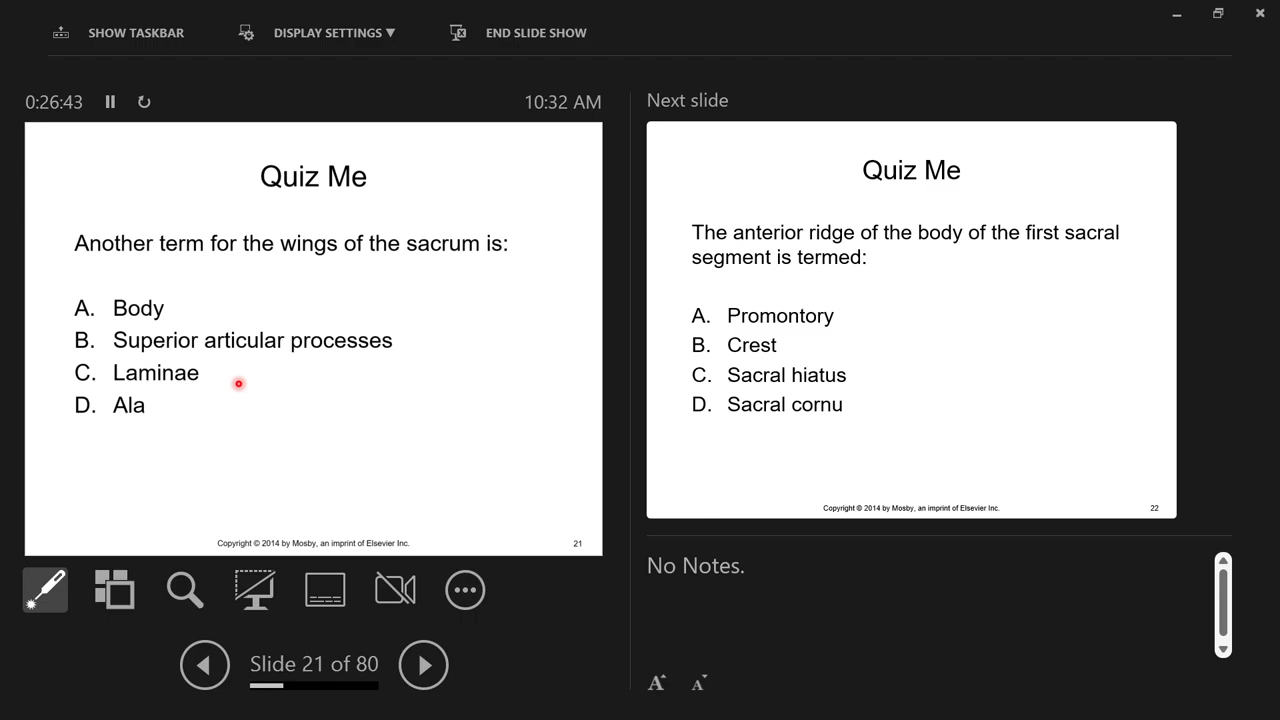 SHOW TASKBAR
DISPLAY SETTINGS ▼
END SLIDE SHOW
0:26:43
10:32 AM
Quiz Me
Another term for the wings of the sacrum is:
A. Body
B. Superior articular processes
C. Laminae
D. Ala
Copyright © 2014 by Mosby, an imprint of Elsevier Inc.
21
Slide 21 of 80
Next slide
Quiz Me
The anterior ridge of the body of the first sacral
segment is termed:
A. Promontory
B. Crest
C. Sacral hiatus
D. Sacral cornu
Copyright © 2014 by Mosby, an imprint of Elsevier Inc.
22
No Notes.
A A